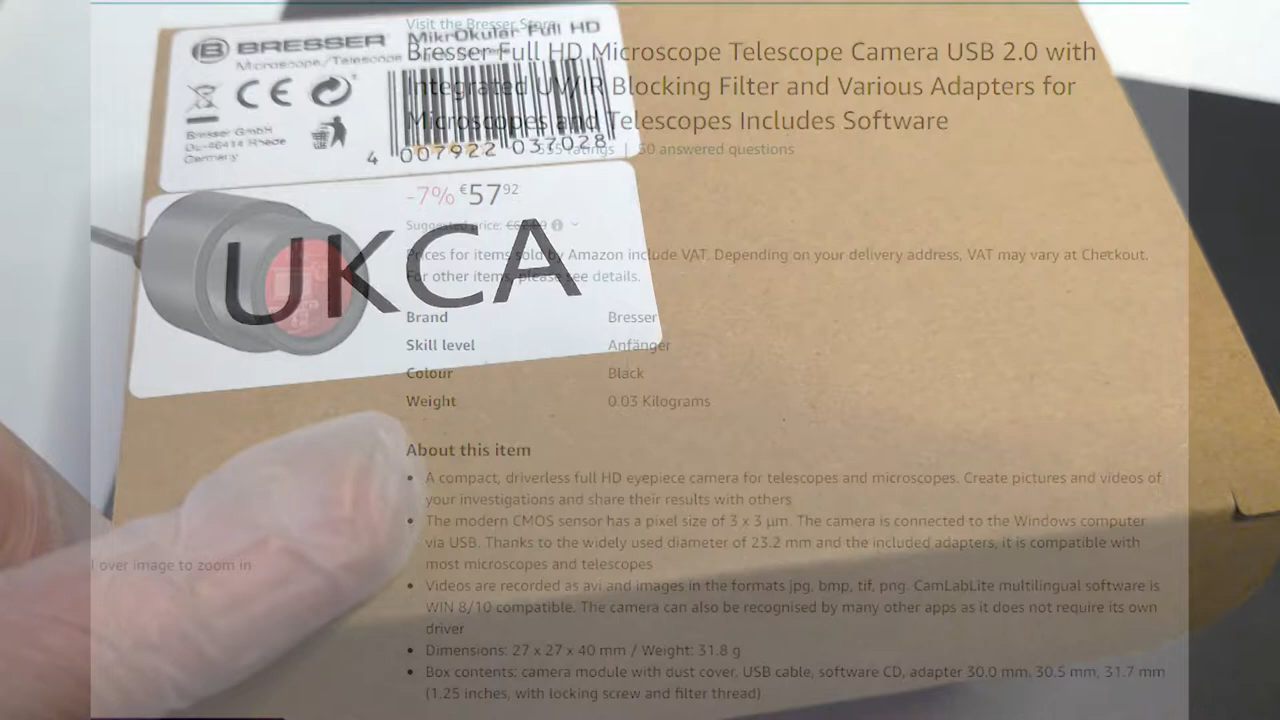 BRESSER
MikrOkular Full HD
Microscope/Telescope
CE
Bresser GmbH
DE-46414 Rhede
Germany
4 007922 037028
UKCA
Visit the Bresser Store
Bresser Full HD Microscope Telescope Camera USB 2.0 with
Integrated UV/IR Blocking Filter and Various Adapters for
Microscopes and Telescopes Includes Software
ratings | 50 answered questions
-7% €57 92
Suggested price:
Prices for items sold by Amazon include VAT. Depending on your delivery address, VAT may vary at Checkout.
For other items, please see details.
Brand Bresser
Skill level Anfänger
Colour Black
Weight 0.03 Kilograms
About this item
• A compact, driverless full HD eyepiece camera for telescopes and microscopes. Create pictures and videos of
your investigations and share their results with others
• The modern CMOS sensor has a pixel size of 3 x 3 µm. The camera is connected to the Windows computer
via USB. Thanks to the widely used diameter of 23.2 mm and the included adapters, it is compatible with
most microscopes and telescopes
• Videos are recorded as avi and images in the formats jpg, bmp, tif, png. CamLabLite multilingual software is
WIN 8/10 compatible. The camera can also be recognised by many other apps as it does not require its own
driver
• Dimensions: 27 x 27 x 40 mm / Weight: 31.8 g
• Box contents: camera module with dust cover, USB cable, software CD, adapter 30.0 mm, 30.5 mm, 31.7 mm
(1.25 inches, with locking screw and filter thread)
l over image to zoom in